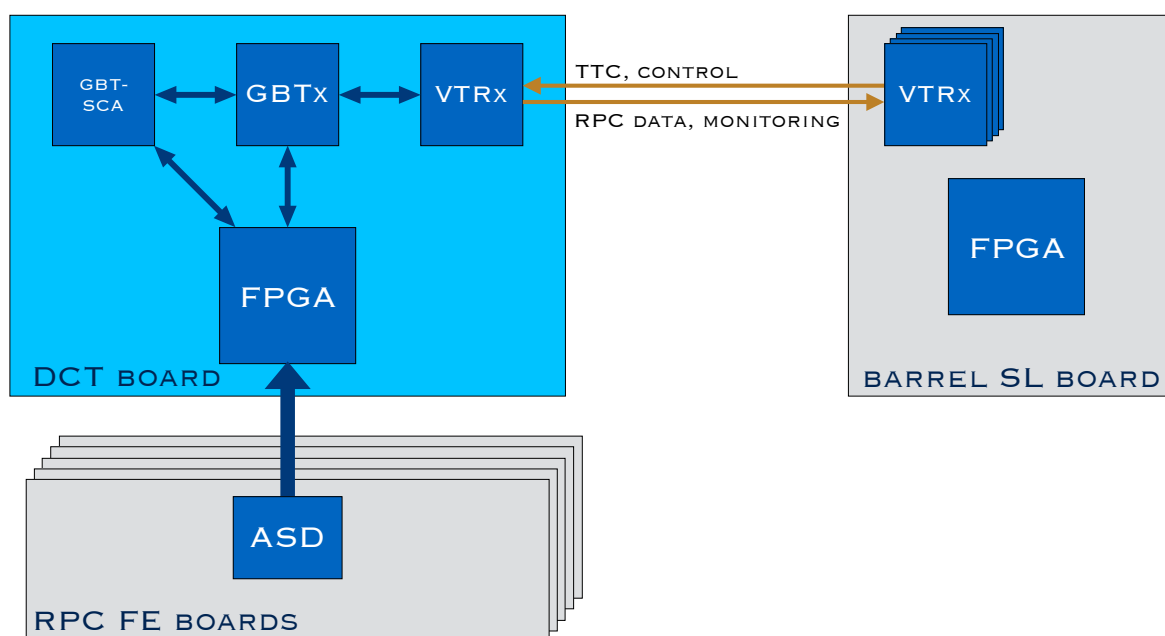 GBT-
SCA
GBTx
VTRx
TTC, control
RPC data, monitoring
VTRx
FPGA
FPGA
DCT board
barrel SL board
ASD
RPC FE boards